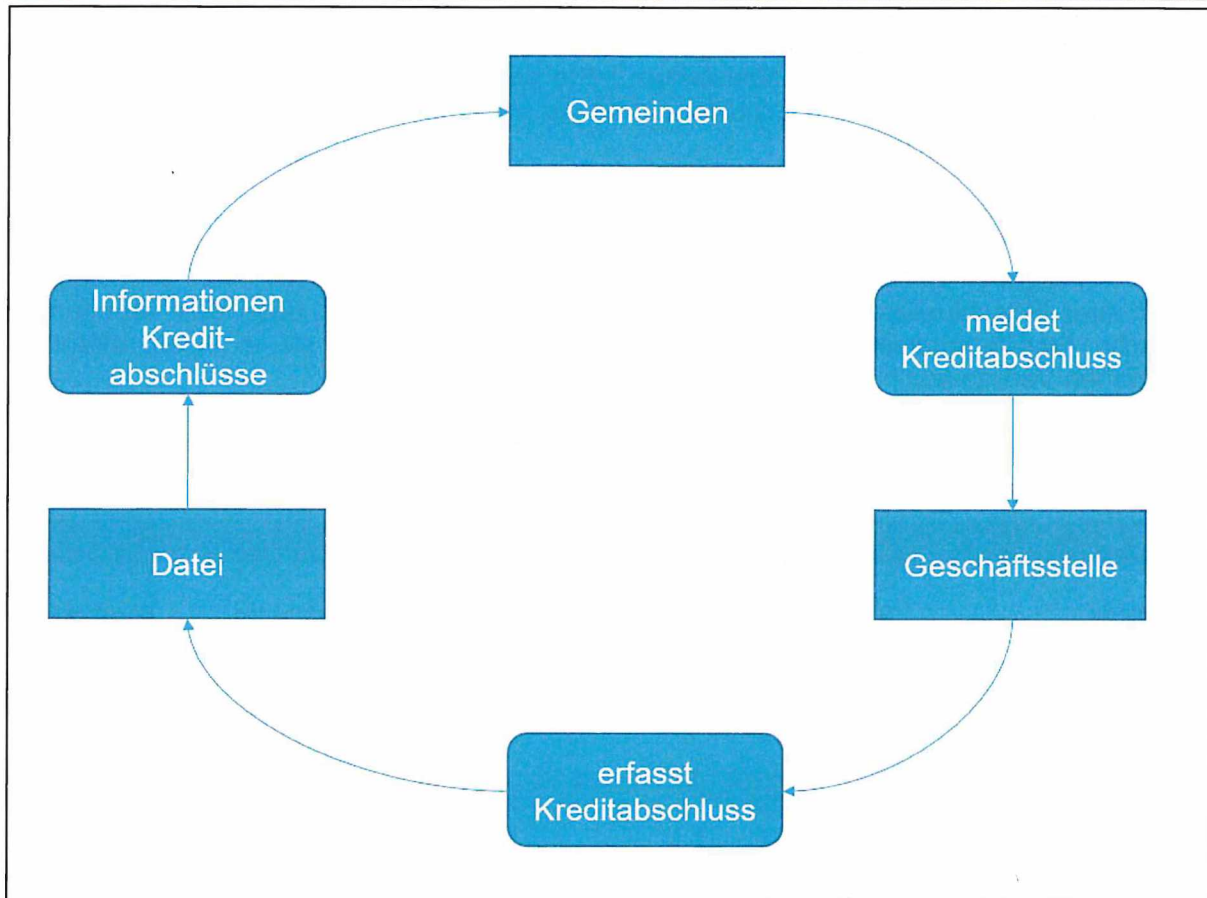 Gemeinden
meldet
Kreditabschluss
Geschäftsstelle
erfasst
Kreditabschluss
Datei
Informationen
Kredit-
abschlüsse